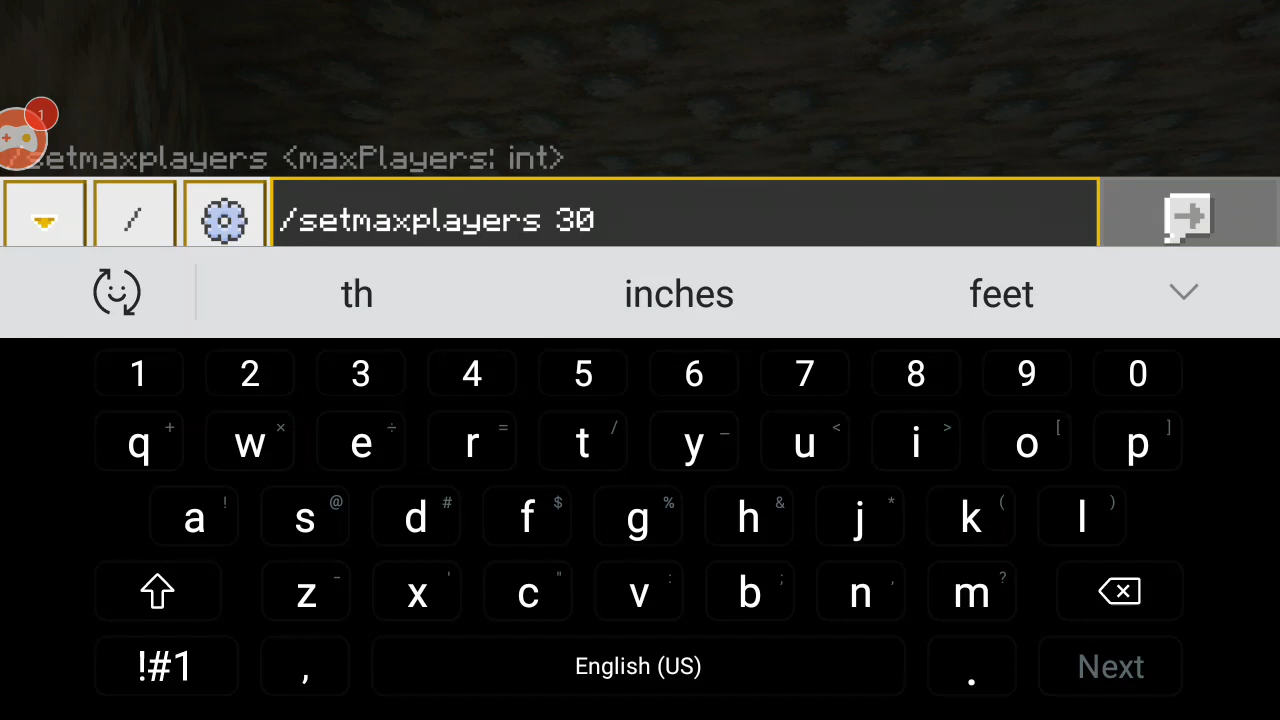 1
/setmaxplayers <maxPlayers: int>
/
/setmaxplayers 30
th inches feet
1 2 3 4 5 6 7 8 9 0
q + w × e ÷ r = t / y _ u < i > o [ p ]
a ! s @ d # f $ g % h & j * k ( l )
z - x ' c " v : b ; n , m ?
!#1 , English (US) . Next